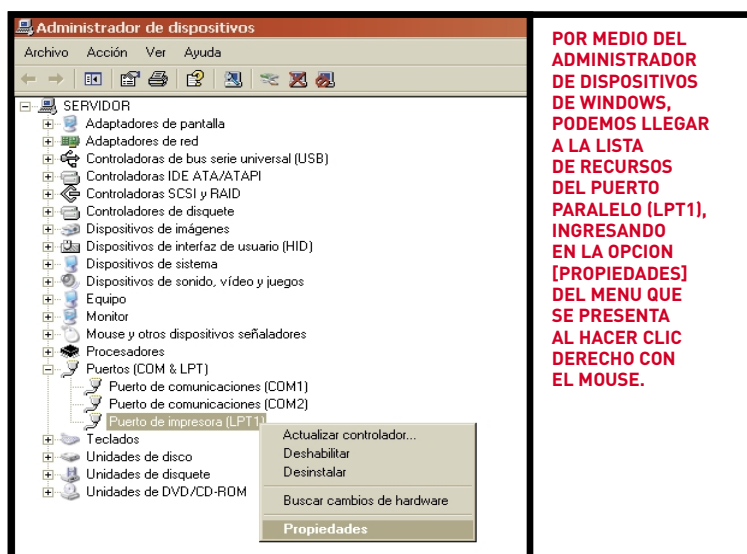 Administrador de dispositivos
Archivo Acción Ver Ayuda
SERVIDOR
Adaptadores de pantalla
Adaptadores de red
Controladoras de bus serie universal (USB)
Controladoras IDE ATA/ATAPI
Controladoras SCSI y RAID
Controladores de disquete
Dispositivos de imágenes
Dispositivos de interfaz de usuario (HID)
Dispositivos de sistema
Dispositivos de sonido, vídeo y juegos
Equipo
Monitor
Mouse y otros dispositivos señaladores
Procesadores
Puertos (COM & LPT)
Puerto de comunicaciones (COM1)
Puerto de comunicaciones (COM2)
Puerto de impresora (LPT1)
Teclados
Unidades de disco
Unidades de disquete
Unidades de DVD/CD-ROM
Actualizar controlador...
Deshabilitar
Desinstalar
Buscar cambios de hardware
Propiedades
POR MEDIO DEL
ADMINISTRADOR
DE DISPOSITIVOS
DE WINDOWS,
PODEMOS LLEGAR
A LA LISTA
DE RECURSOS
DEL PUERTO
PARALELO (LPT1),
INGRESANDO
EN LA OPCION
[PROPIEDADES]
DEL MENU QUE
SE PRESENTA
AL HACER CLIC
DERECHO CON
EL MOUSE.